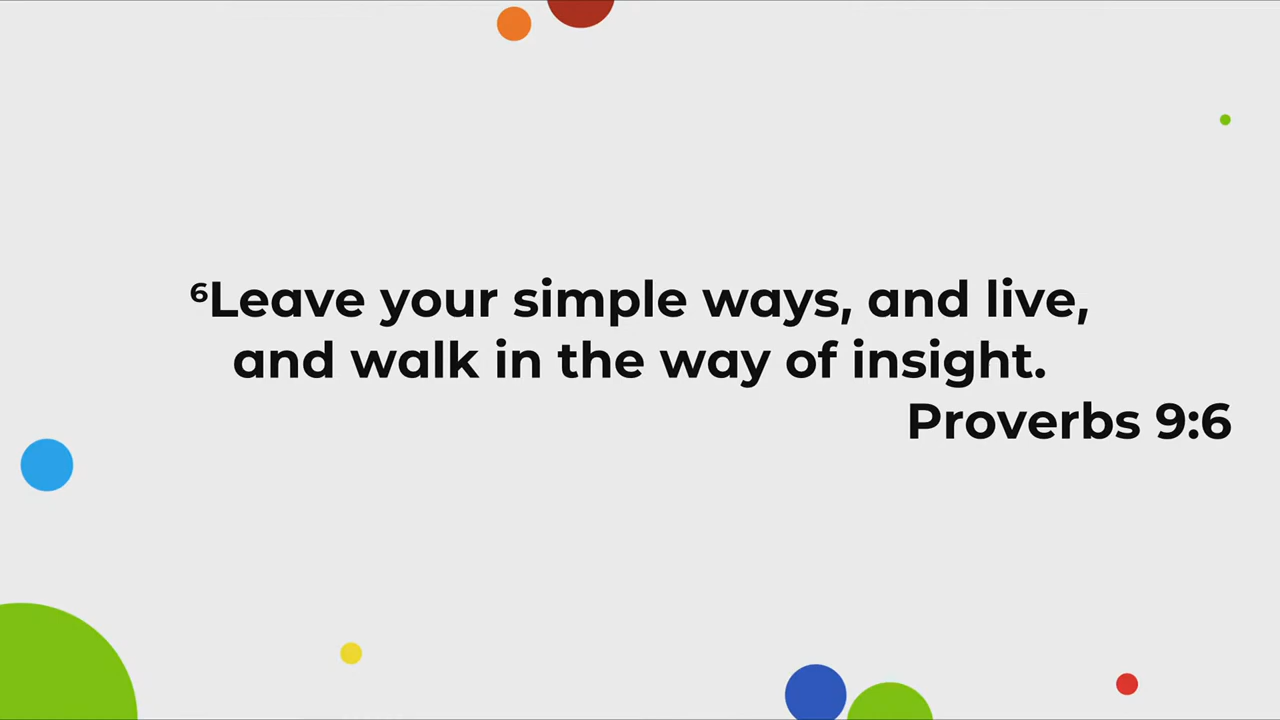 ⁶Leave your simple ways, and live,
and walk in the way of insight.
Proverbs 9:6